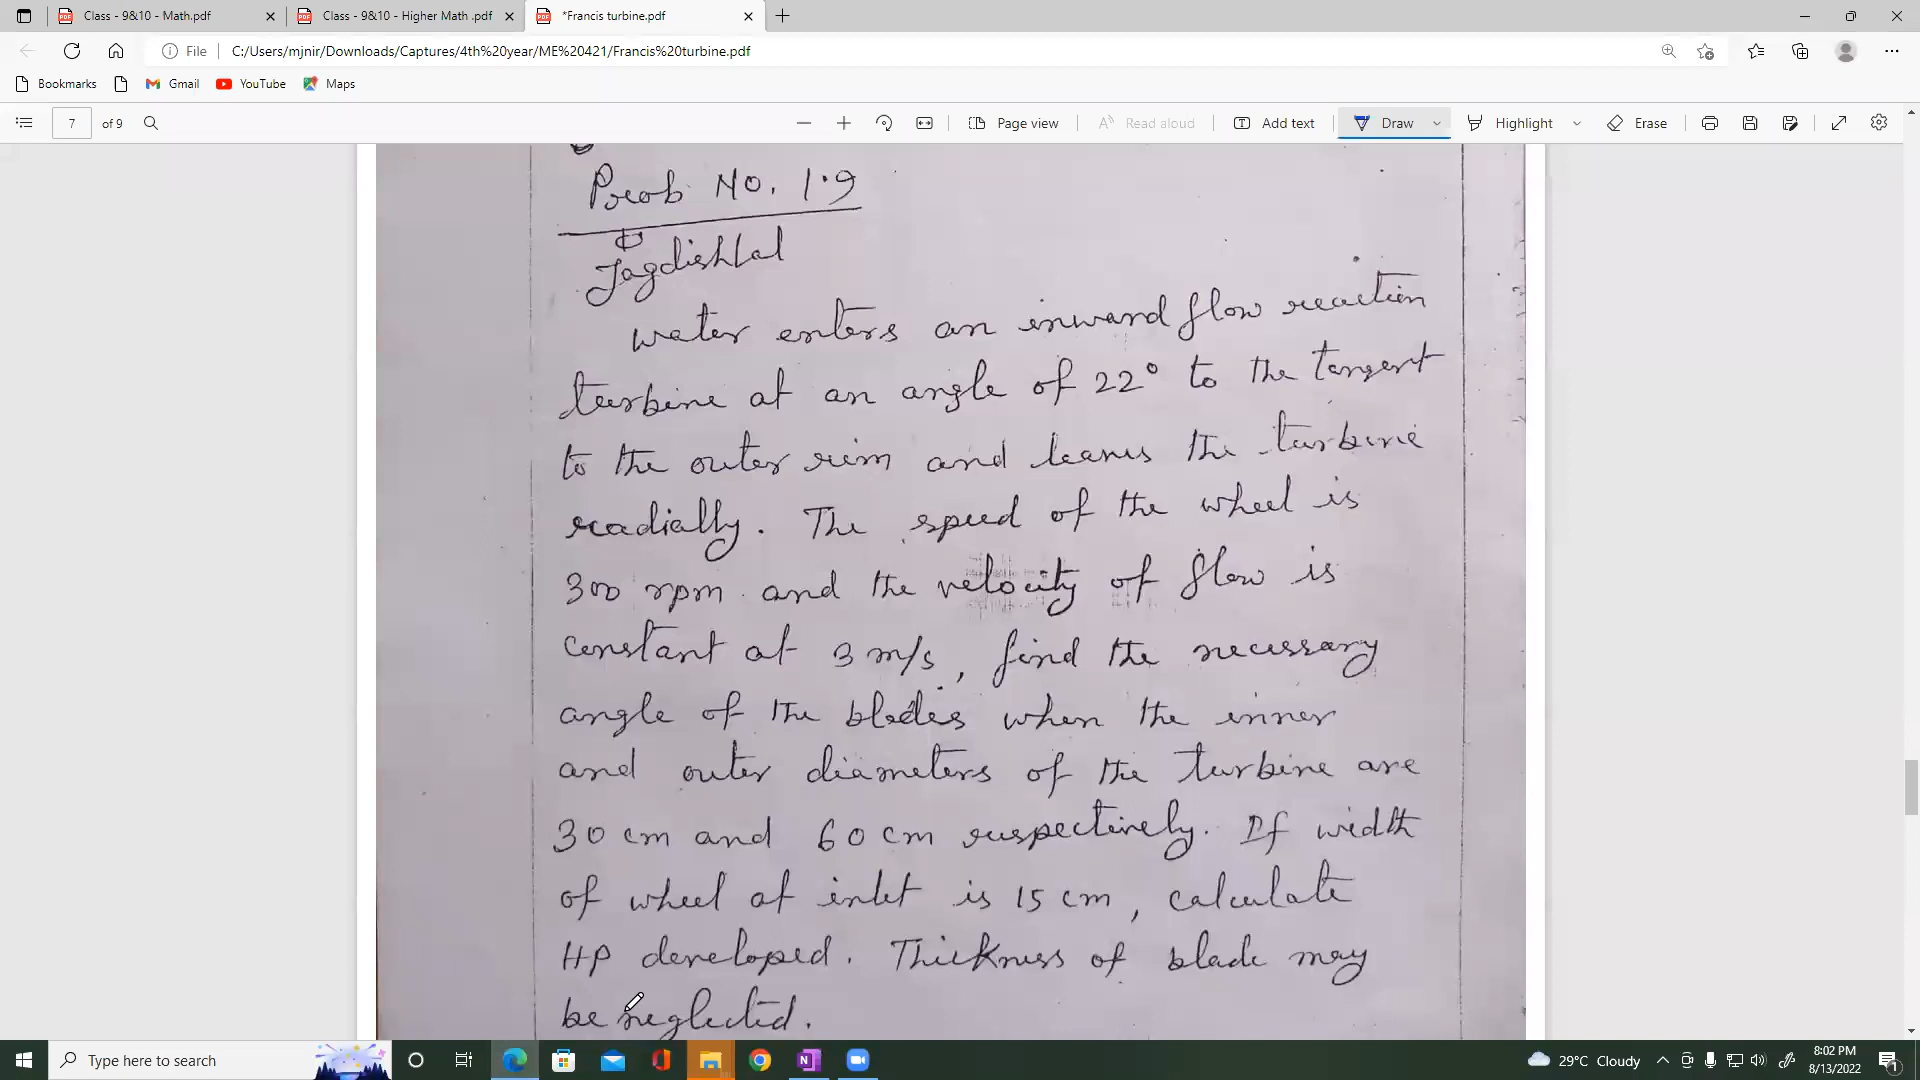 Class - 9&10 - Math.pdf
Class - 9&10 - Higher Math .pdf
*Francis turbine.pdf
File
C:/Users/mjnir/Downloads/Captures/4th%20year/ME%20421/Francis%20turbine.pdf
Bookmarks
Gmail
YouTube
Maps
7 of 9
Page view
Read aloud
Add text
Draw
Highlight
Erase
Prob No. 1.9
Jagdishlal
Water enters an inward flow reaction
turbine at an angle of 22° to the tangent
to the outer rim and leaves the turbine
radially. The speed of the wheel is
300 rpm and the velocity of flow is
constant at 3 m/s, find the necessary
angle of the blades when the inner
and outer diameters of the turbine are
30 cm and 60 cm respectively. If width
of wheel at inlet is 15 cm, calculate
HP developed. Thickness of blade may
be neglected.
Type here to search
29°C Cloudy
8:02 PM
8/13/2022